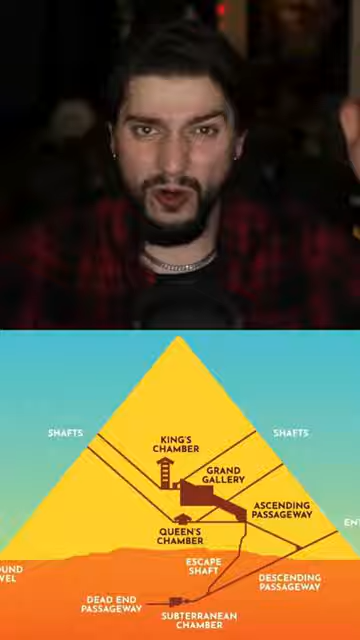 SHAFTS
KING'S
CHAMBER
SHAFTS
GRAND
GALLERY
ASCENDING
PASSAGEWAY
QUEEN'S
CHAMBER
ESCAPE
SHAFT
DESCENDING
PASSAGEWAY
DEAD END
PASSAGEWAY
SUBTERRANEAN
CHAMBER